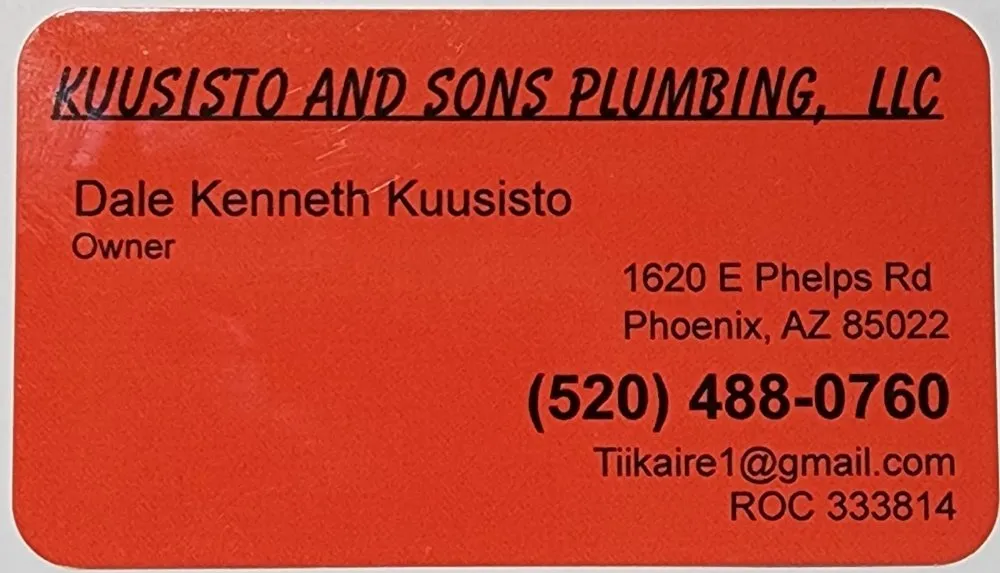 KUUSISTO AND SONS PLUMBING, LLC
Dale Kenneth Kuusisto
Owner
1620 E Phelps Rd
Phoenix, AZ 85022
(520) 488-0760
Tiikaire1@gmail.com
ROC 333814